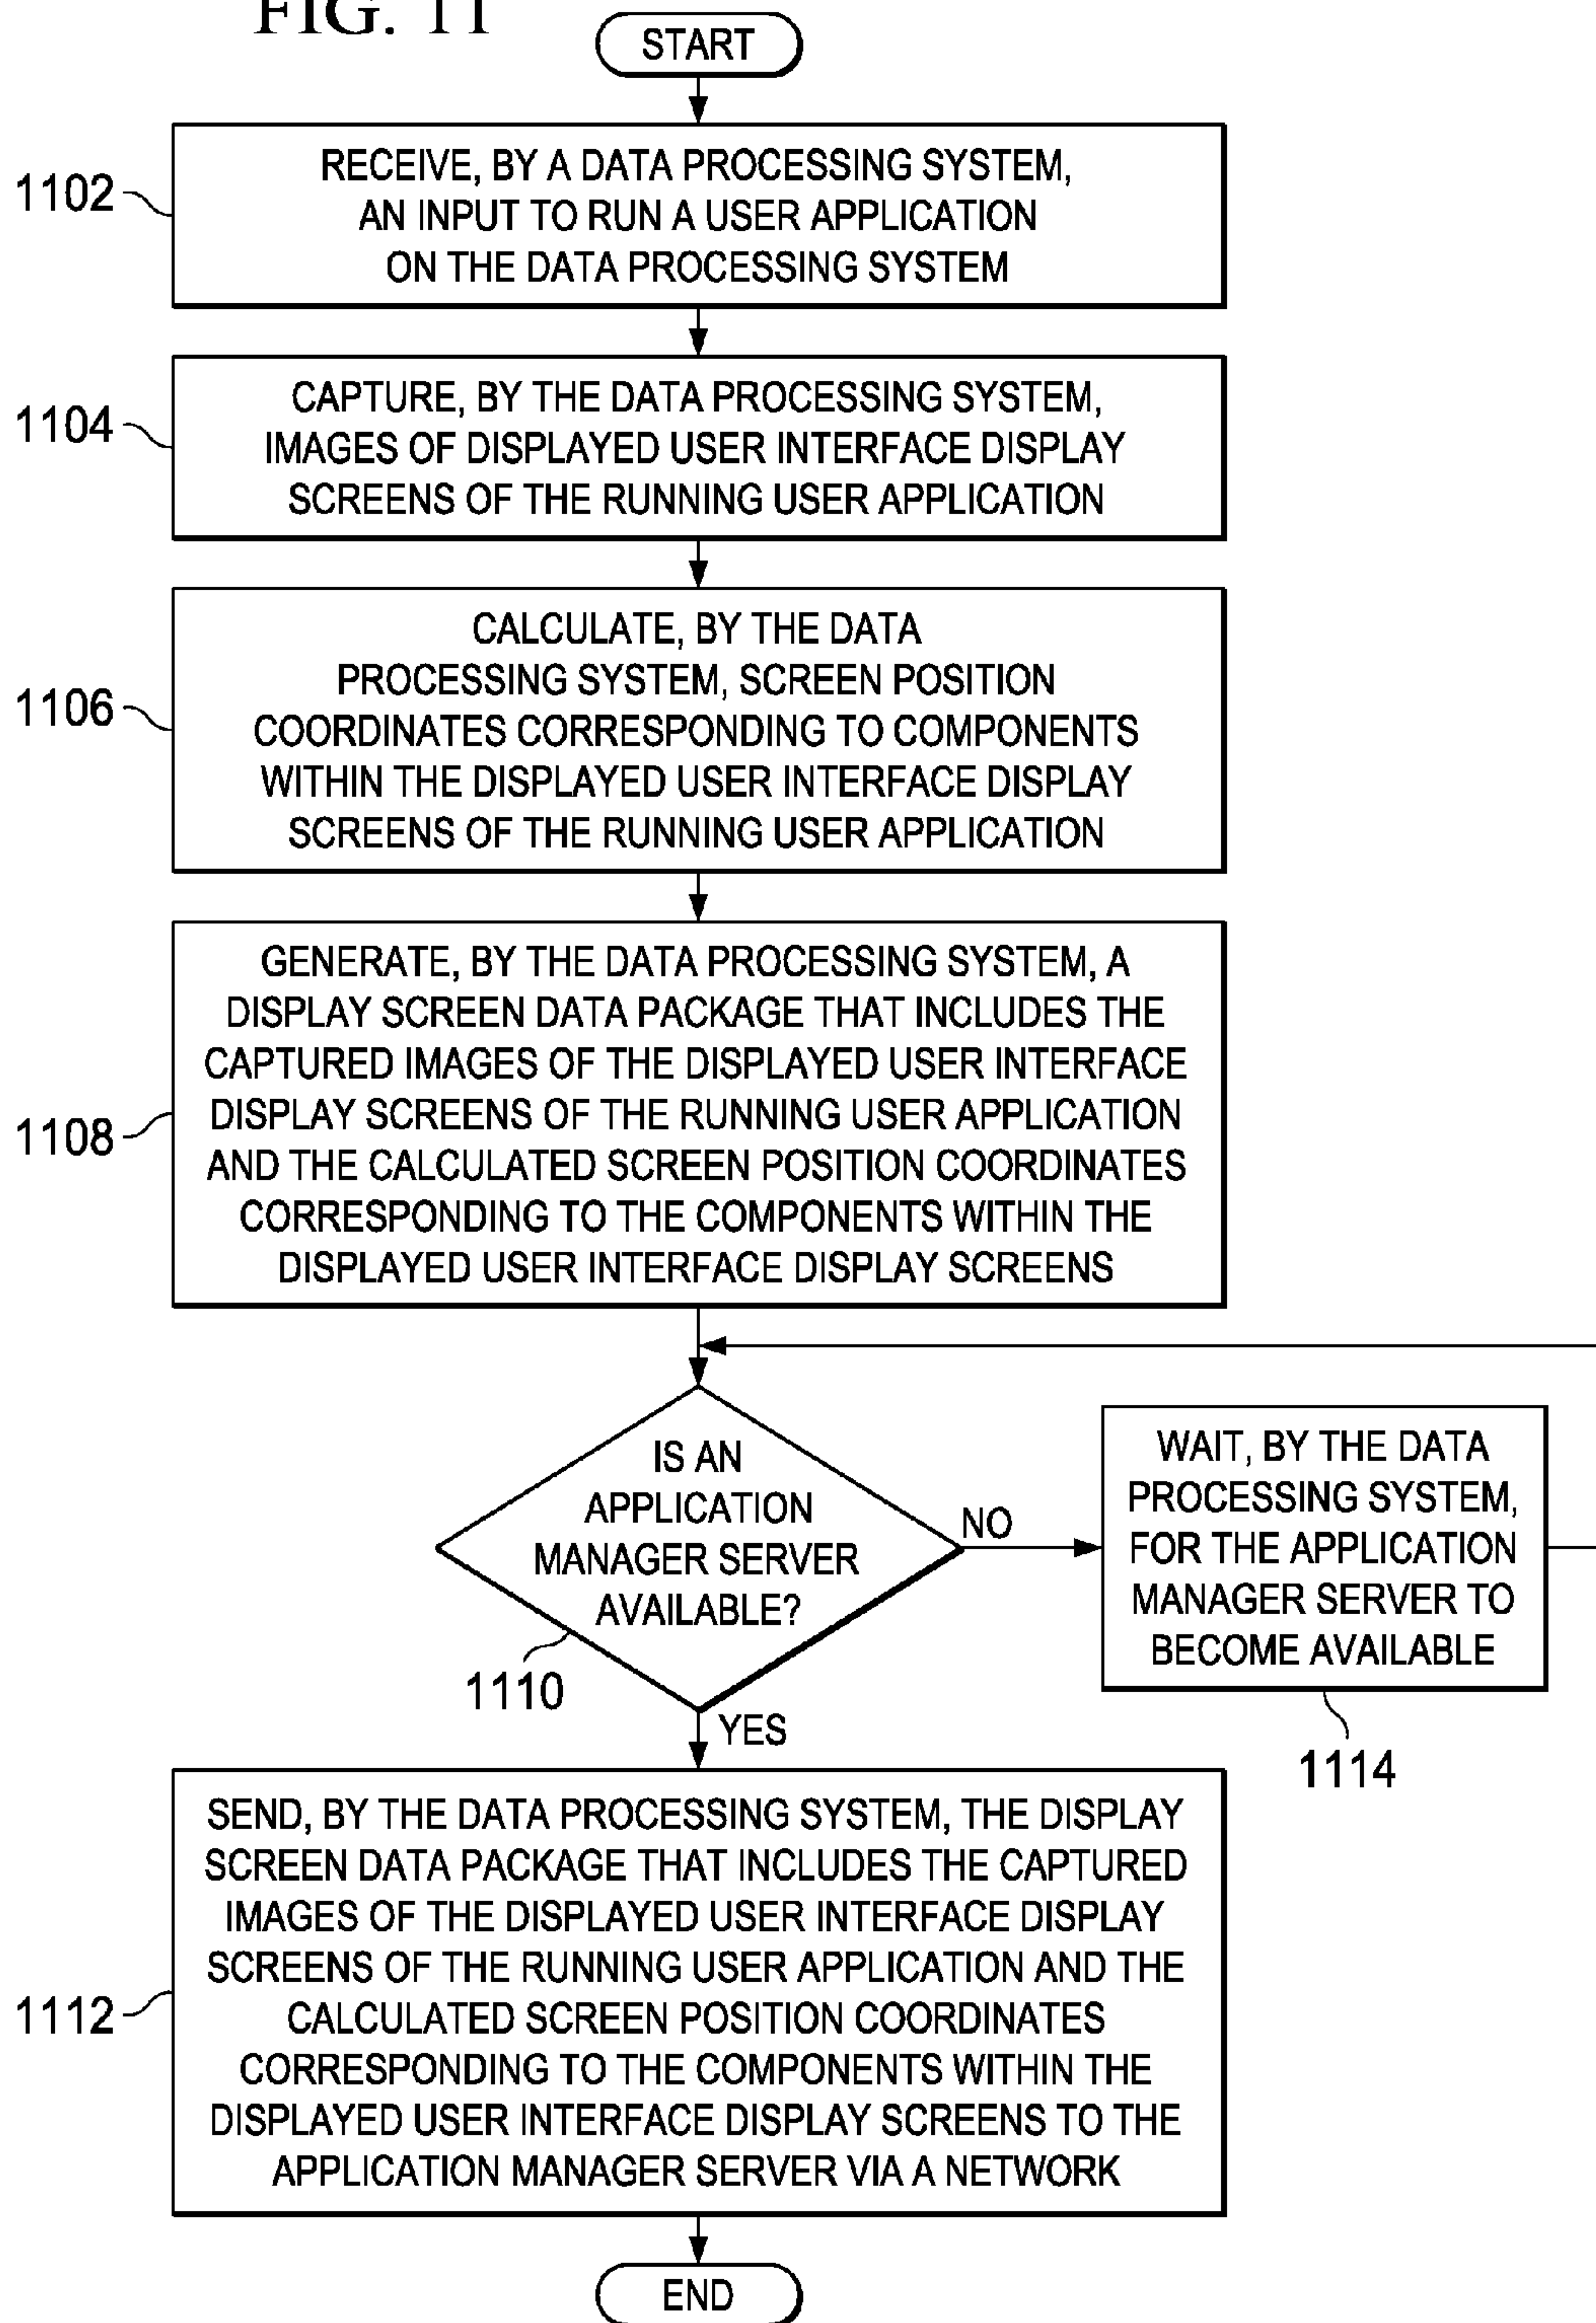 FIG. 11
START
1102
RECEIVE, BY A DATA PROCESSING SYSTEM,
AN INPUT TO RUN A USER APPLICATION
ON THE DATA PROCESSING SYSTEM
1104
CAPTURE, BY THE DATA PROCESSING SYSTEM,
IMAGES OF DISPLAYED USER INTERFACE DISPLAY
SCREENS OF THE RUNNING USER APPLICATION
1106
CALCULATE, BY THE DATA
PROCESSING SYSTEM, SCREEN POSITION
COORDINATES CORRESPONDING TO COMPONENTS
WITHIN THE DISPLAYED USER INTERFACE DISPLAY
SCREENS OF THE RUNNING USER APPLICATION
1108
GENERATE, BY THE DATA PROCESSING SYSTEM, A
DISPLAY SCREEN DATA PACKAGE THAT INCLUDES THE
CAPTURED IMAGES OF THE DISPLAYED USER INTERFACE
DISPLAY SCREENS OF THE RUNNING USER APPLICATION
AND THE CALCULATED SCREEN POSITION COORDINATES
CORRESPONDING TO THE COMPONENTS WITHIN THE
DISPLAYED USER INTERFACE DISPLAY SCREENS
IS AN
APPLICATION
MANAGER SERVER
AVAILABLE?
1110
NO
WAIT, BY THE DATA
PROCESSING SYSTEM,
FOR THE APPLICATION
MANAGER SERVER TO
BECOME AVAILABLE
1114
YES
1112
SEND, BY THE DATA PROCESSING SYSTEM, THE DISPLAY
SCREEN DATA PACKAGE THAT INCLUDES THE CAPTURED
IMAGES OF THE DISPLAYED USER INTERFACE DISPLAY
SCREENS OF THE RUNNING USER APPLICATION AND THE
CALCULATED SCREEN POSITION COORDINATES
CORRESPONDING TO THE COMPONENTS WITHIN THE
DISPLAYED USER INTERFACE DISPLAY SCREENS TO THE
APPLICATION MANAGER SERVER VIA A NETWORK
END